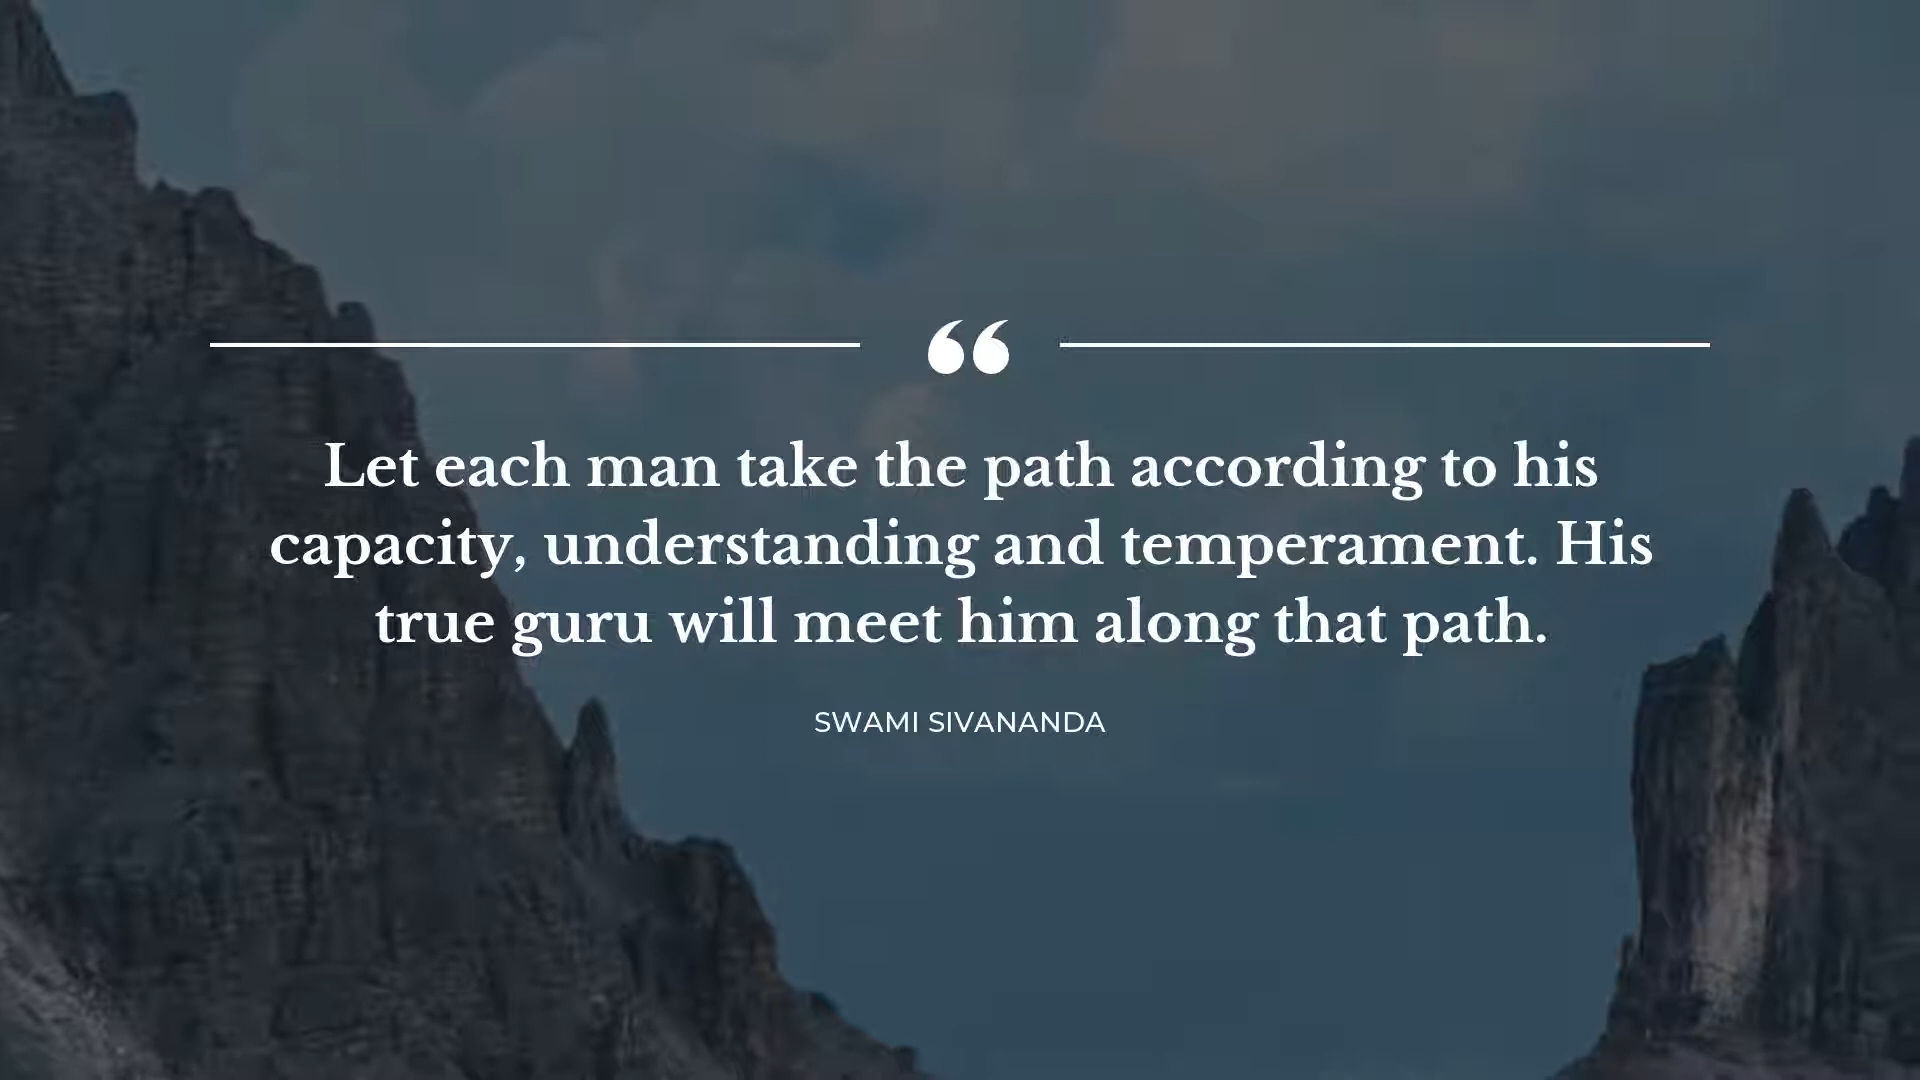 “
Let each man take the path according to his
capacity, understanding and temperament. His
true guru will meet him along that path.
SWAMI SIVANANDA